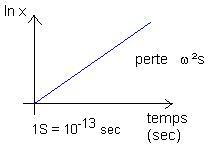 ln x
perte ω²s
temps
(sec)
1S = 10⁻¹³ sec